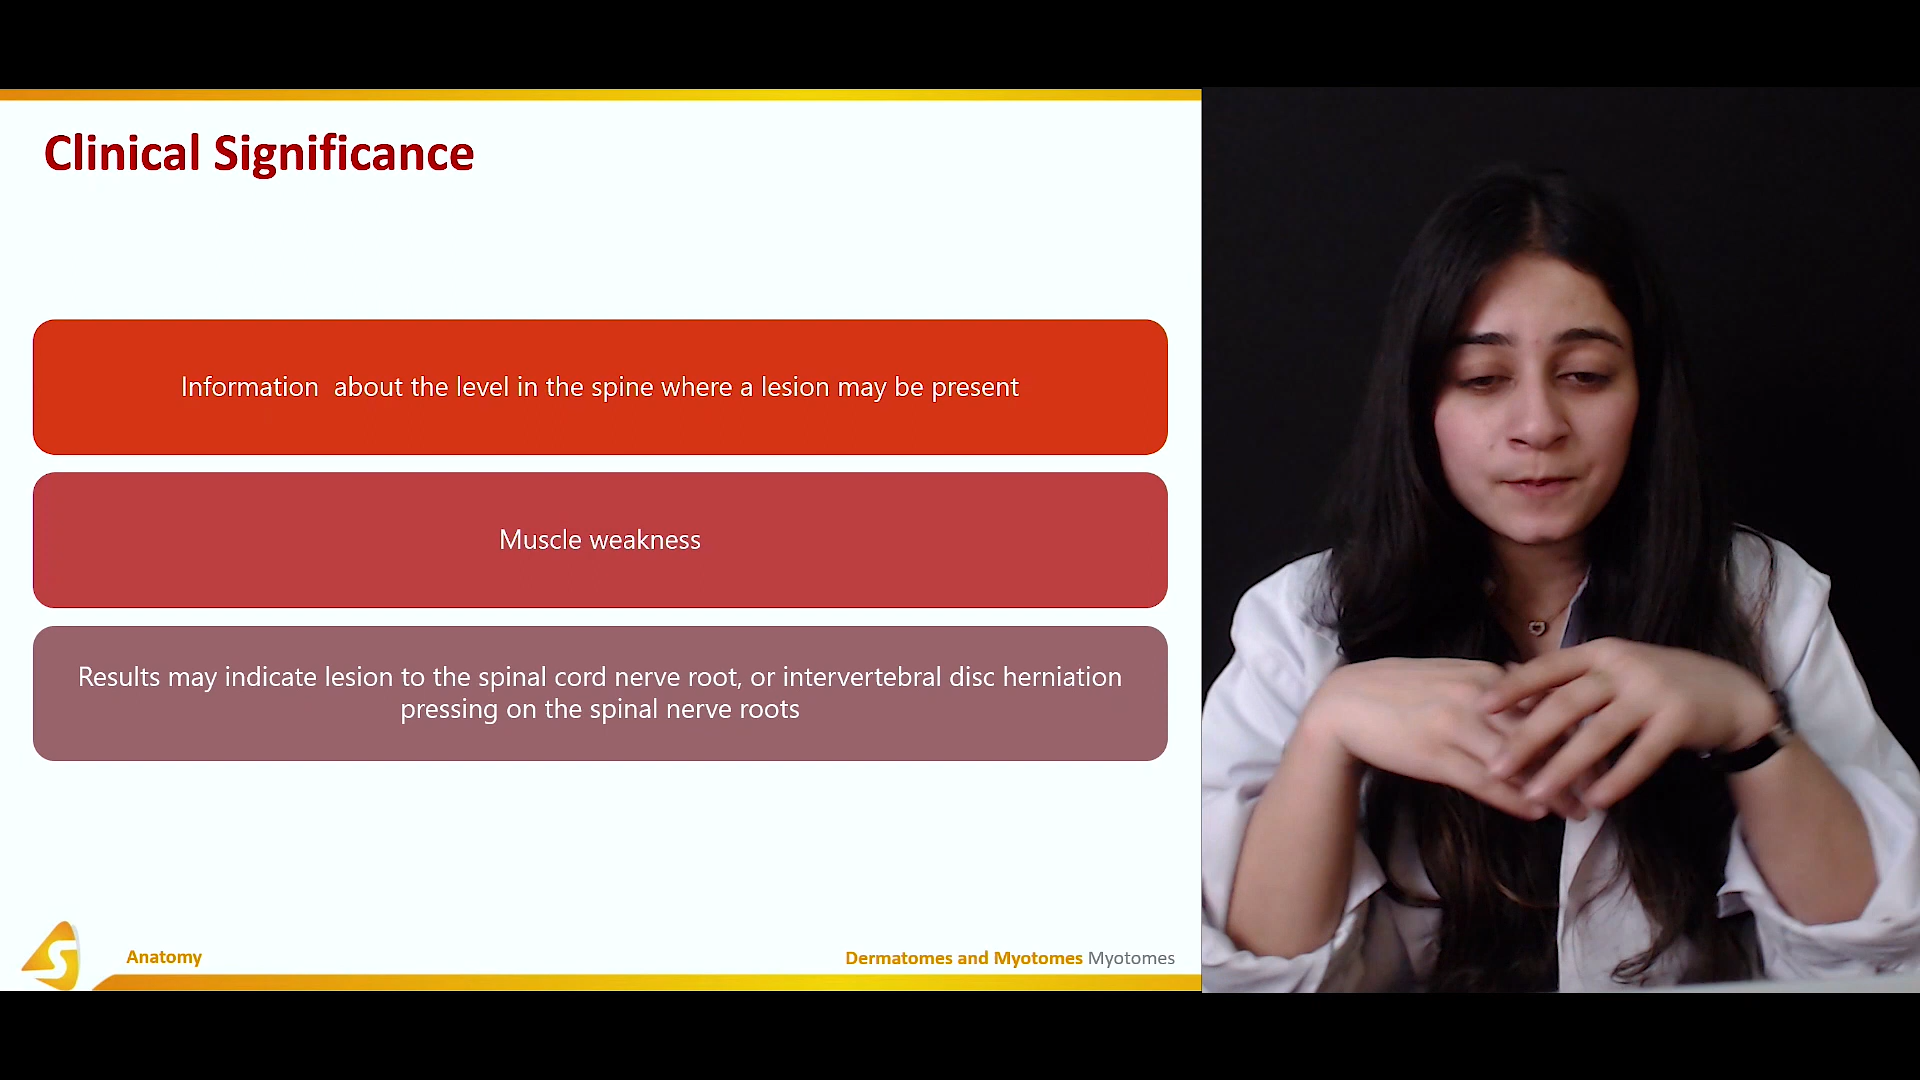 Clinical Significance
Information  about the level in the spine where a lesion may be present
Muscle weakness
Results may indicate lesion to the spinal cord nerve root, or intervertebral disc herniation
pressing on the spinal nerve roots
S
Anatomy
Dermatomes and Myotomes Myotomes